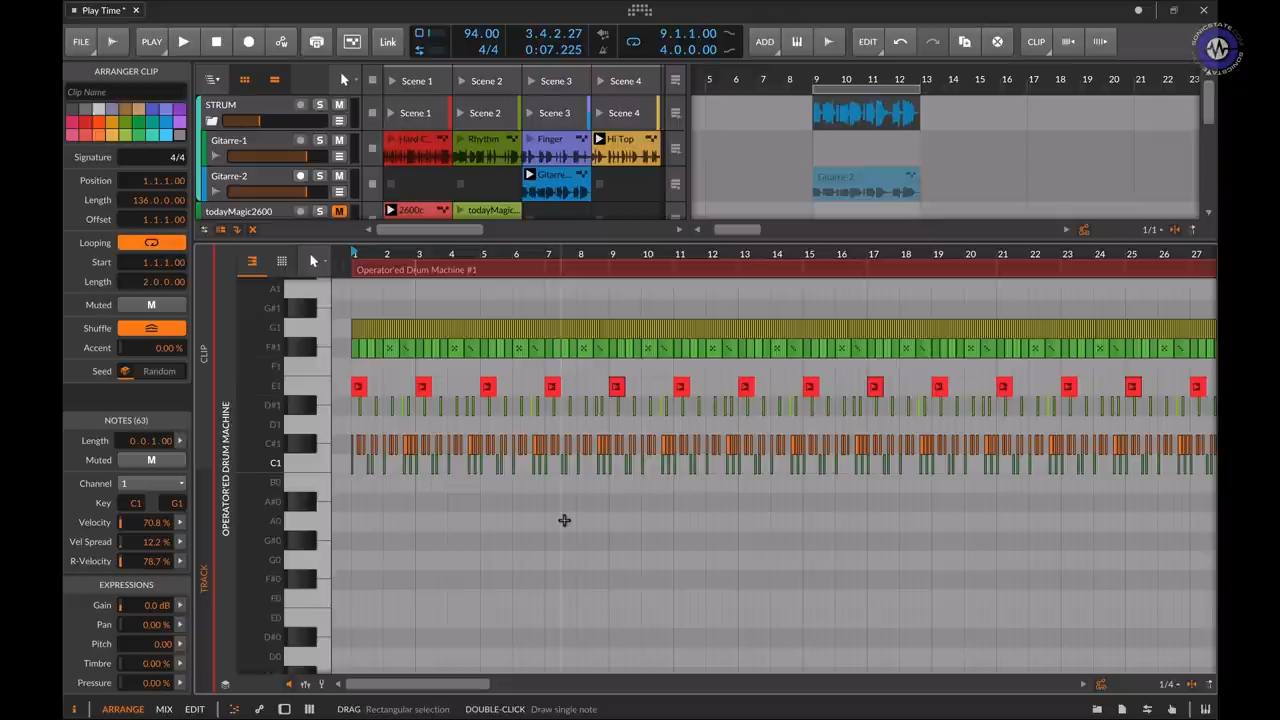 Play Time *
FILE PLAY Link 94.00 4/4 3.4.2.27 0:07.225 9.1.1.00 4.0.0.00 ADD EDIT CLIP
ARRANGER CLIP
Clip Name
Signature 4/4
Position 1.1.1.00
Length 136.0.0.00
Offset 1.1.1.00
Looping
Start 1.1.1.00
Length 2.0.0.00
Muted M
Shuffle
Accent 0.00 %
Seed Random
NOTES (63)
Length 0.0.1.00
Muted M
Channel 1
Key C1 G1
Velocity 70.8 %
Vel Spread 12.2 %
R-Velocity 78.7 %
EXPRESSIONS
Gain 0.0 dB
Pan 0.00 %
Pitch 0.00
Timbre 0.00 %
Pressure 0.00 %
Scene 1 Scene 2 Scene 3 Scene 4
STRUM S M Scene 1 Scene 2 Scene 3 Scene 4
Gitarre-1 S M Hard C... Rhythm Finger Hi Top
Gitarre-2 S M Gitarre...
todayMagic2600 S M 2600c todayMagic...
5 6 7 8 9 10 11 12 13 14 15 16 17 18 19 20 21 22 23
Gitarre-2
1/1
1 2 3 4 5 6 7 8 9 10 11 12 13 14 15 16 17 18 19 20 21 22 23 24 25 26 27
Operator'ed Drum Machine #1
CLIP
TRACK
OPERATOR'ED DRUM MACHINE
A1
G#1
G1
F#1
F1
E1
D#1
D1
C#1
C1
B0
A#0
A0
G#0
G0
F#0
F0
E0
D#0
D0
1/4
ARRANGE MIX EDIT DRAG Rectangular selection DOUBLE-CLICK Draw single note